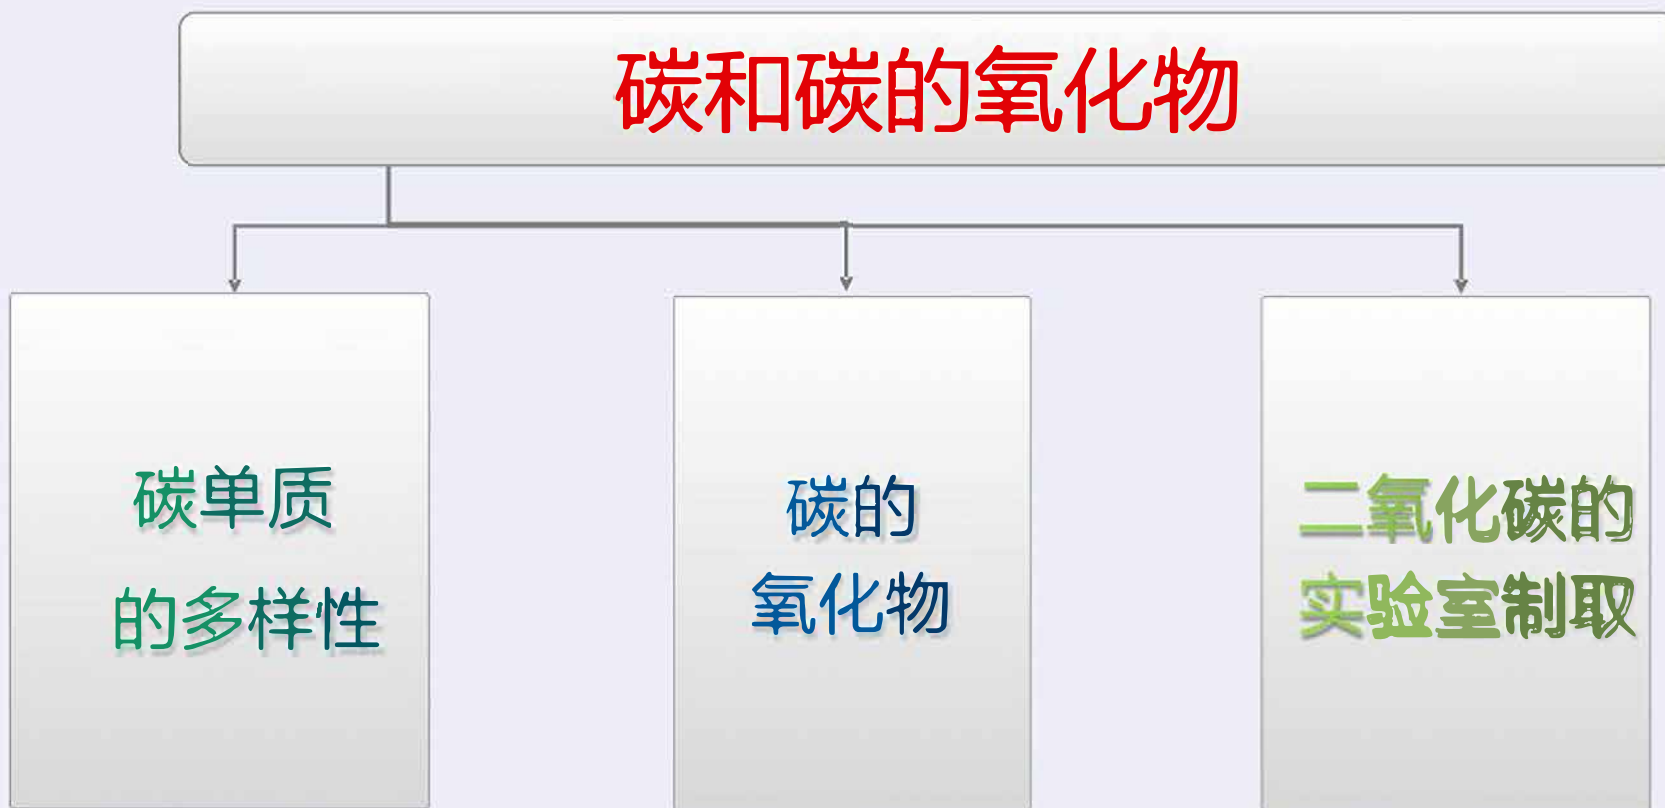 碳和碳的氧化物
碳单质
的多样性
碳的
氧化物
二氧化碳的
实验室制取